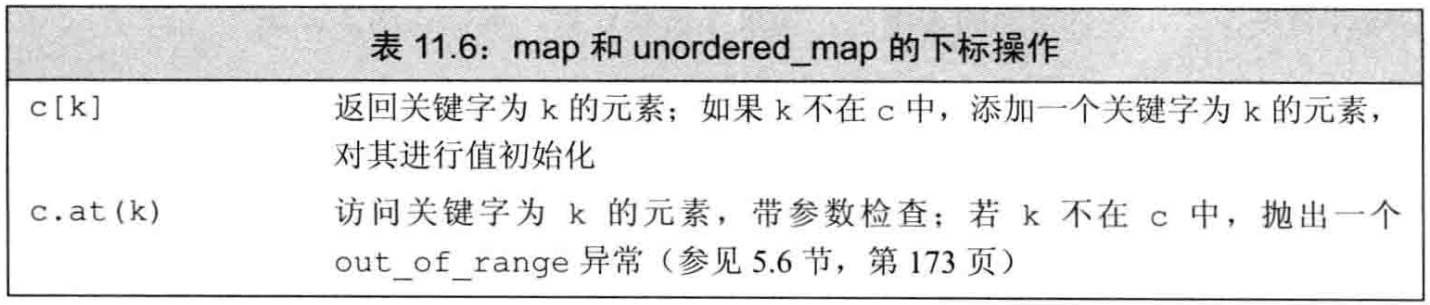 表 11.6：map 和 unordered_map 的下标操作
c[k] 返回关键字为 k 的元素；如果 k 不在 c 中，添加一个关键字为 k 的元素，
对其进行值初始化
c.at(k) 访问关键字为 k 的元素，带参数检查；若 k 不在 c 中，抛出一个
out_of_range 异常（参见 5.6 节，第 173 页）